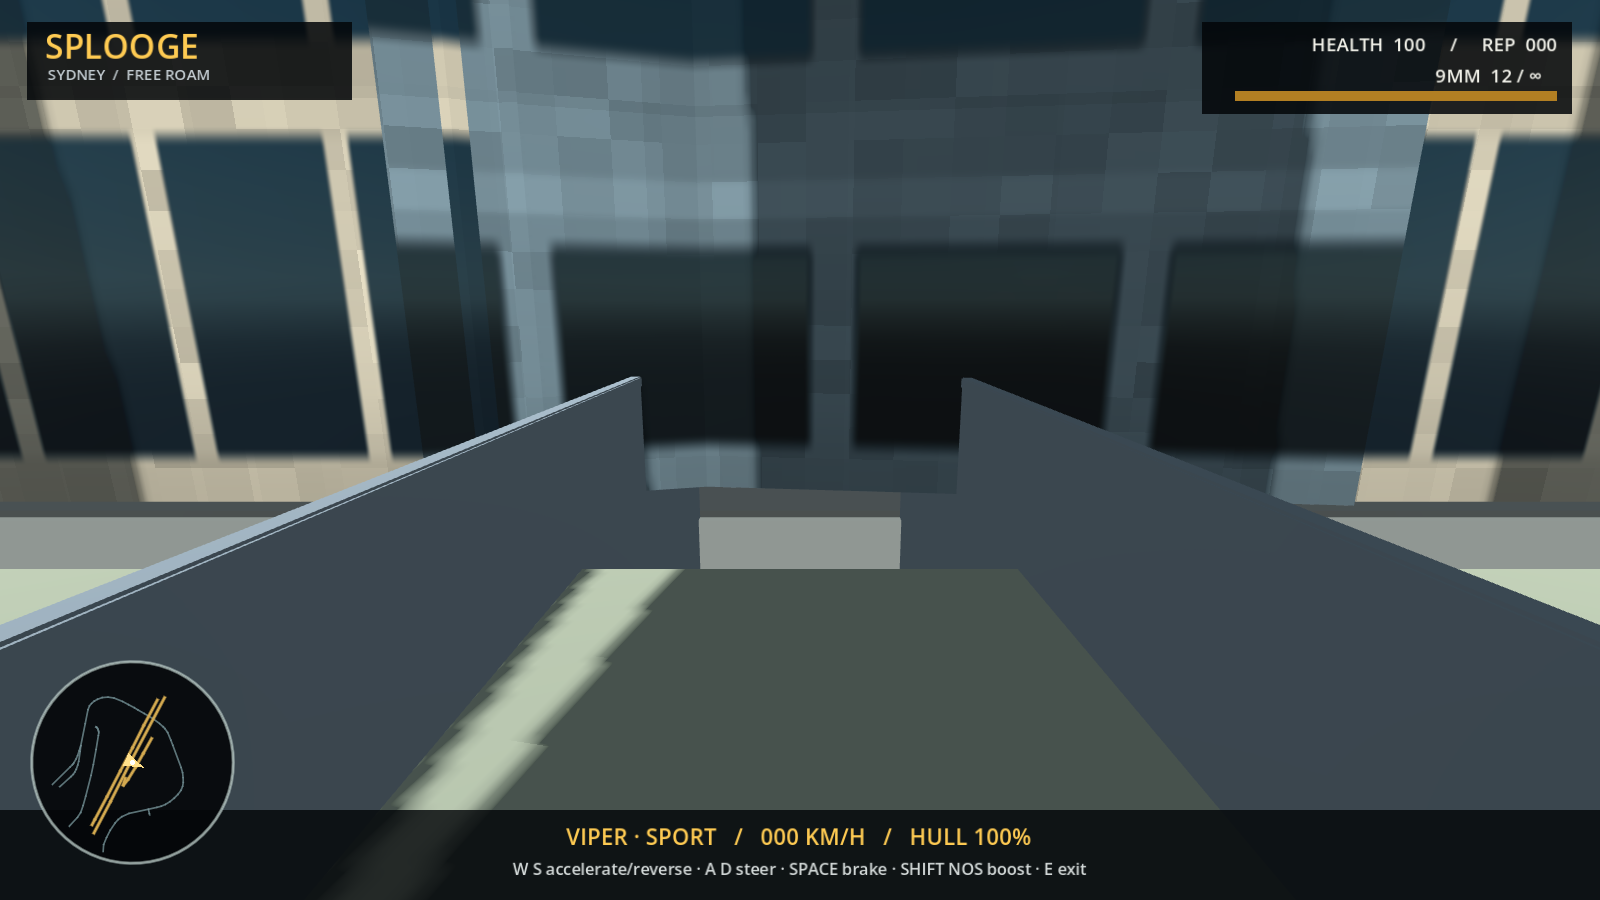 SPLOOGE
SYDNEY / FREE ROAM
HEALTH 100 / REP 000
9MM 12 / ∞
VIPER · SPORT / 000 KM/H / HULL 100%
W S accelerate/reverse · A D steer · SPACE brake · SHIFT NOS boost · E exit